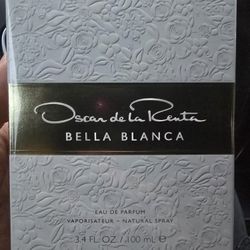 Oscar de la Renta
BELLA BLANCA
EAU DE PARFUM
VAPORISATEUR – NATURAL SPRAY
3.4 FL.OZ / 100 mL ℮